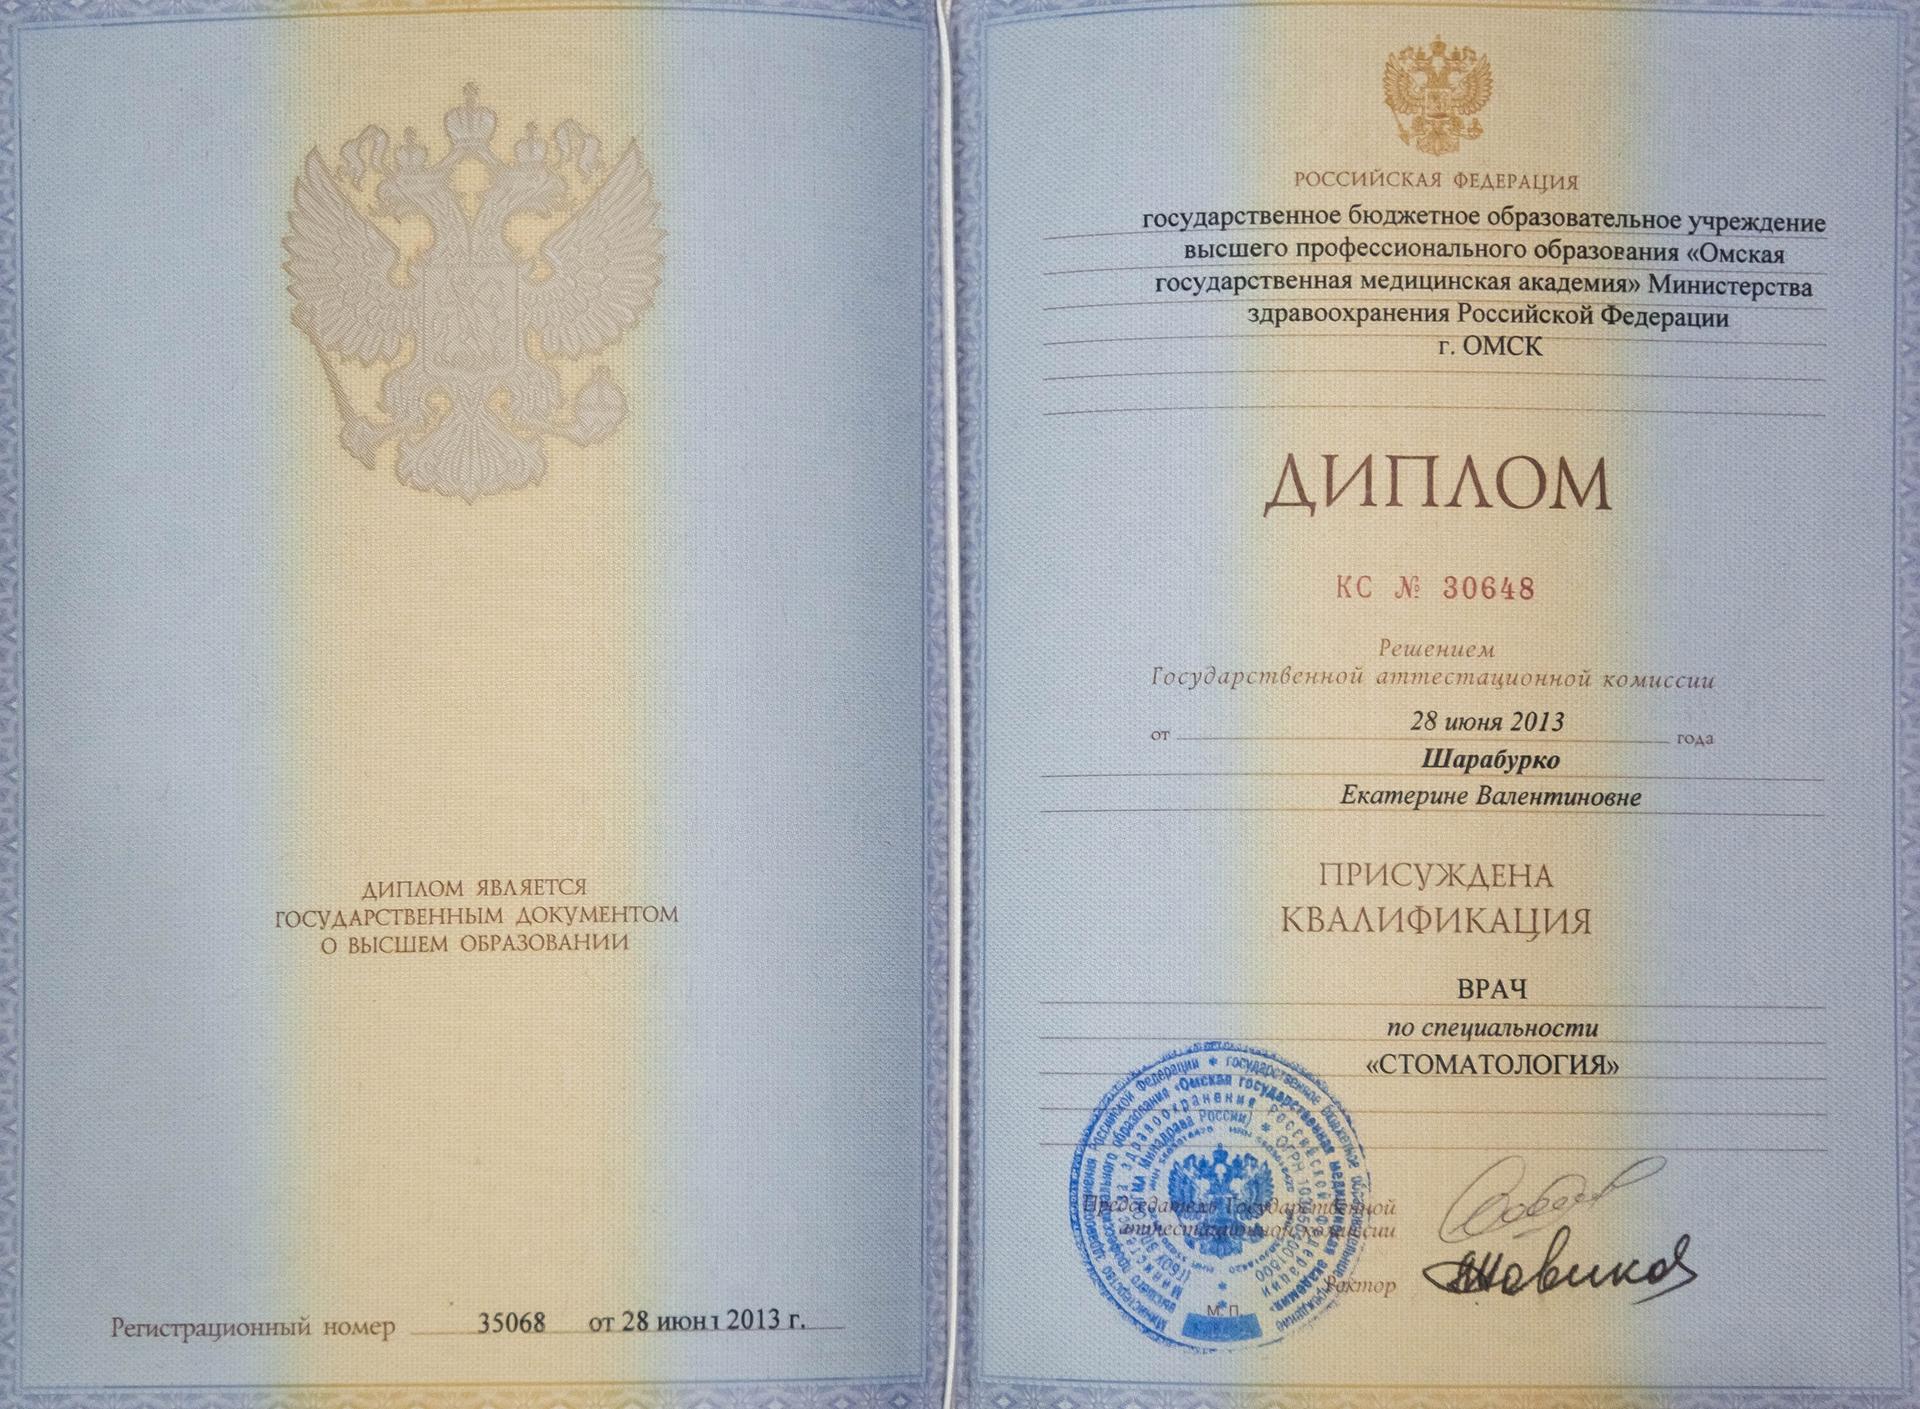 ДИПЛОМ ЯВЛЯЕТСЯ
ГОСУДАРСТВЕННЫМ ДОКУМЕНТОМ
О ВЫСШЕМ ОБРАЗОВАНИИ
Регистрационный номер 35068 от 28 июня 2013 г.
РОССИЙСКАЯ ФЕДЕРАЦИЯ
государственное бюджетное образовательное учреждение
высшего профессионального образования «Омская
государственная медицинская академия» Министерства
здравоохранения Российской Федерации
г. ОМСК
ДИПЛОМ
КС № 30648
Решением
Государственной аттестационной комиссии
от 28 июня 2013 года
Шарабурко
Екатерине Валентиновне
ПРИСУЖДЕНА
КВАЛИФИКАЦИЯ
ВРАЧ
по специальности
«СТОМАТОЛОГИЯ»
Председатель Государственной
аттестационной комиссии
Ректор
М. П.